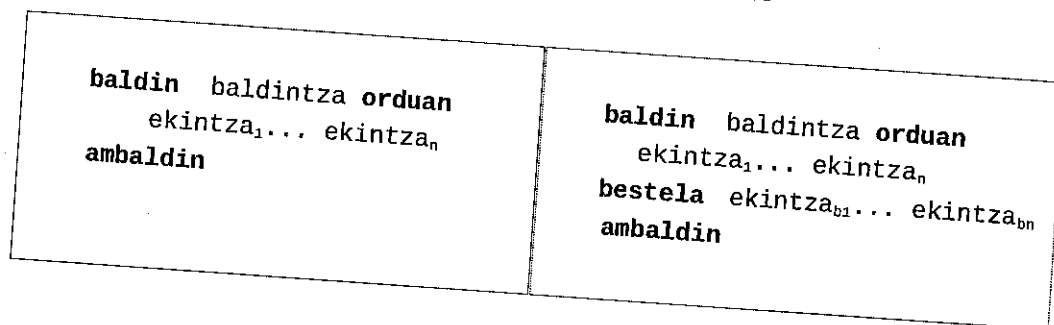 baldin baldintza orduan
ekintza₁... ekintzaₙ
ambaldin
baldin baldintza orduan
ekintza₁... ekintzaₙ
bestela ekintza_b1... ekintza_bn
ambaldin